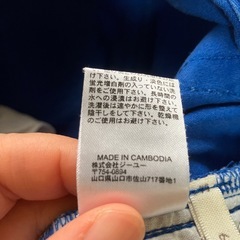 け下さい。生成り・淡色には
蛍光増白剤の入っていない洗
剤をご使用下さい。長時間の
水への浸漬はお避け下さい。
洗濯後は速やかに形を整えて
陰干しをして下さい。乾燥機
のご使用はお避け下さい。
MADE IN CAMBODIA
株式会社ジーユー
〒754-0894
山口県山口市佐山717番地1